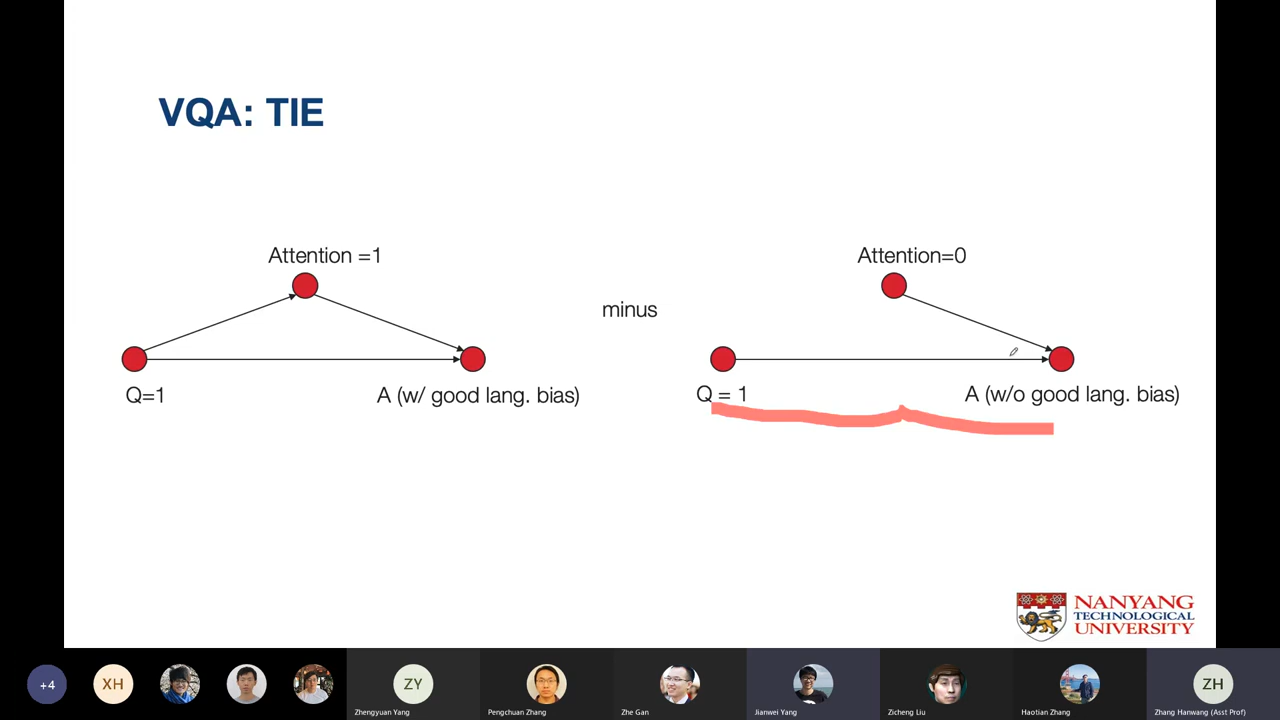 VQA: TIE
Attention =1
Attention=0
minus
Q=1
A (w/ good lang. bias)
Q = 1
A (w/o good lang. bias)
NANYANG
TECHNOLOGICAL
UNIVERSITY
+4
XH
ZY
ZH
Zhengyuan Yang
Pengchuan Zhang
Zhe Gan
Jianwei Yang
Zicheng Liu
Haotian Zhang
Zhang Hanwang (Asst Prof)